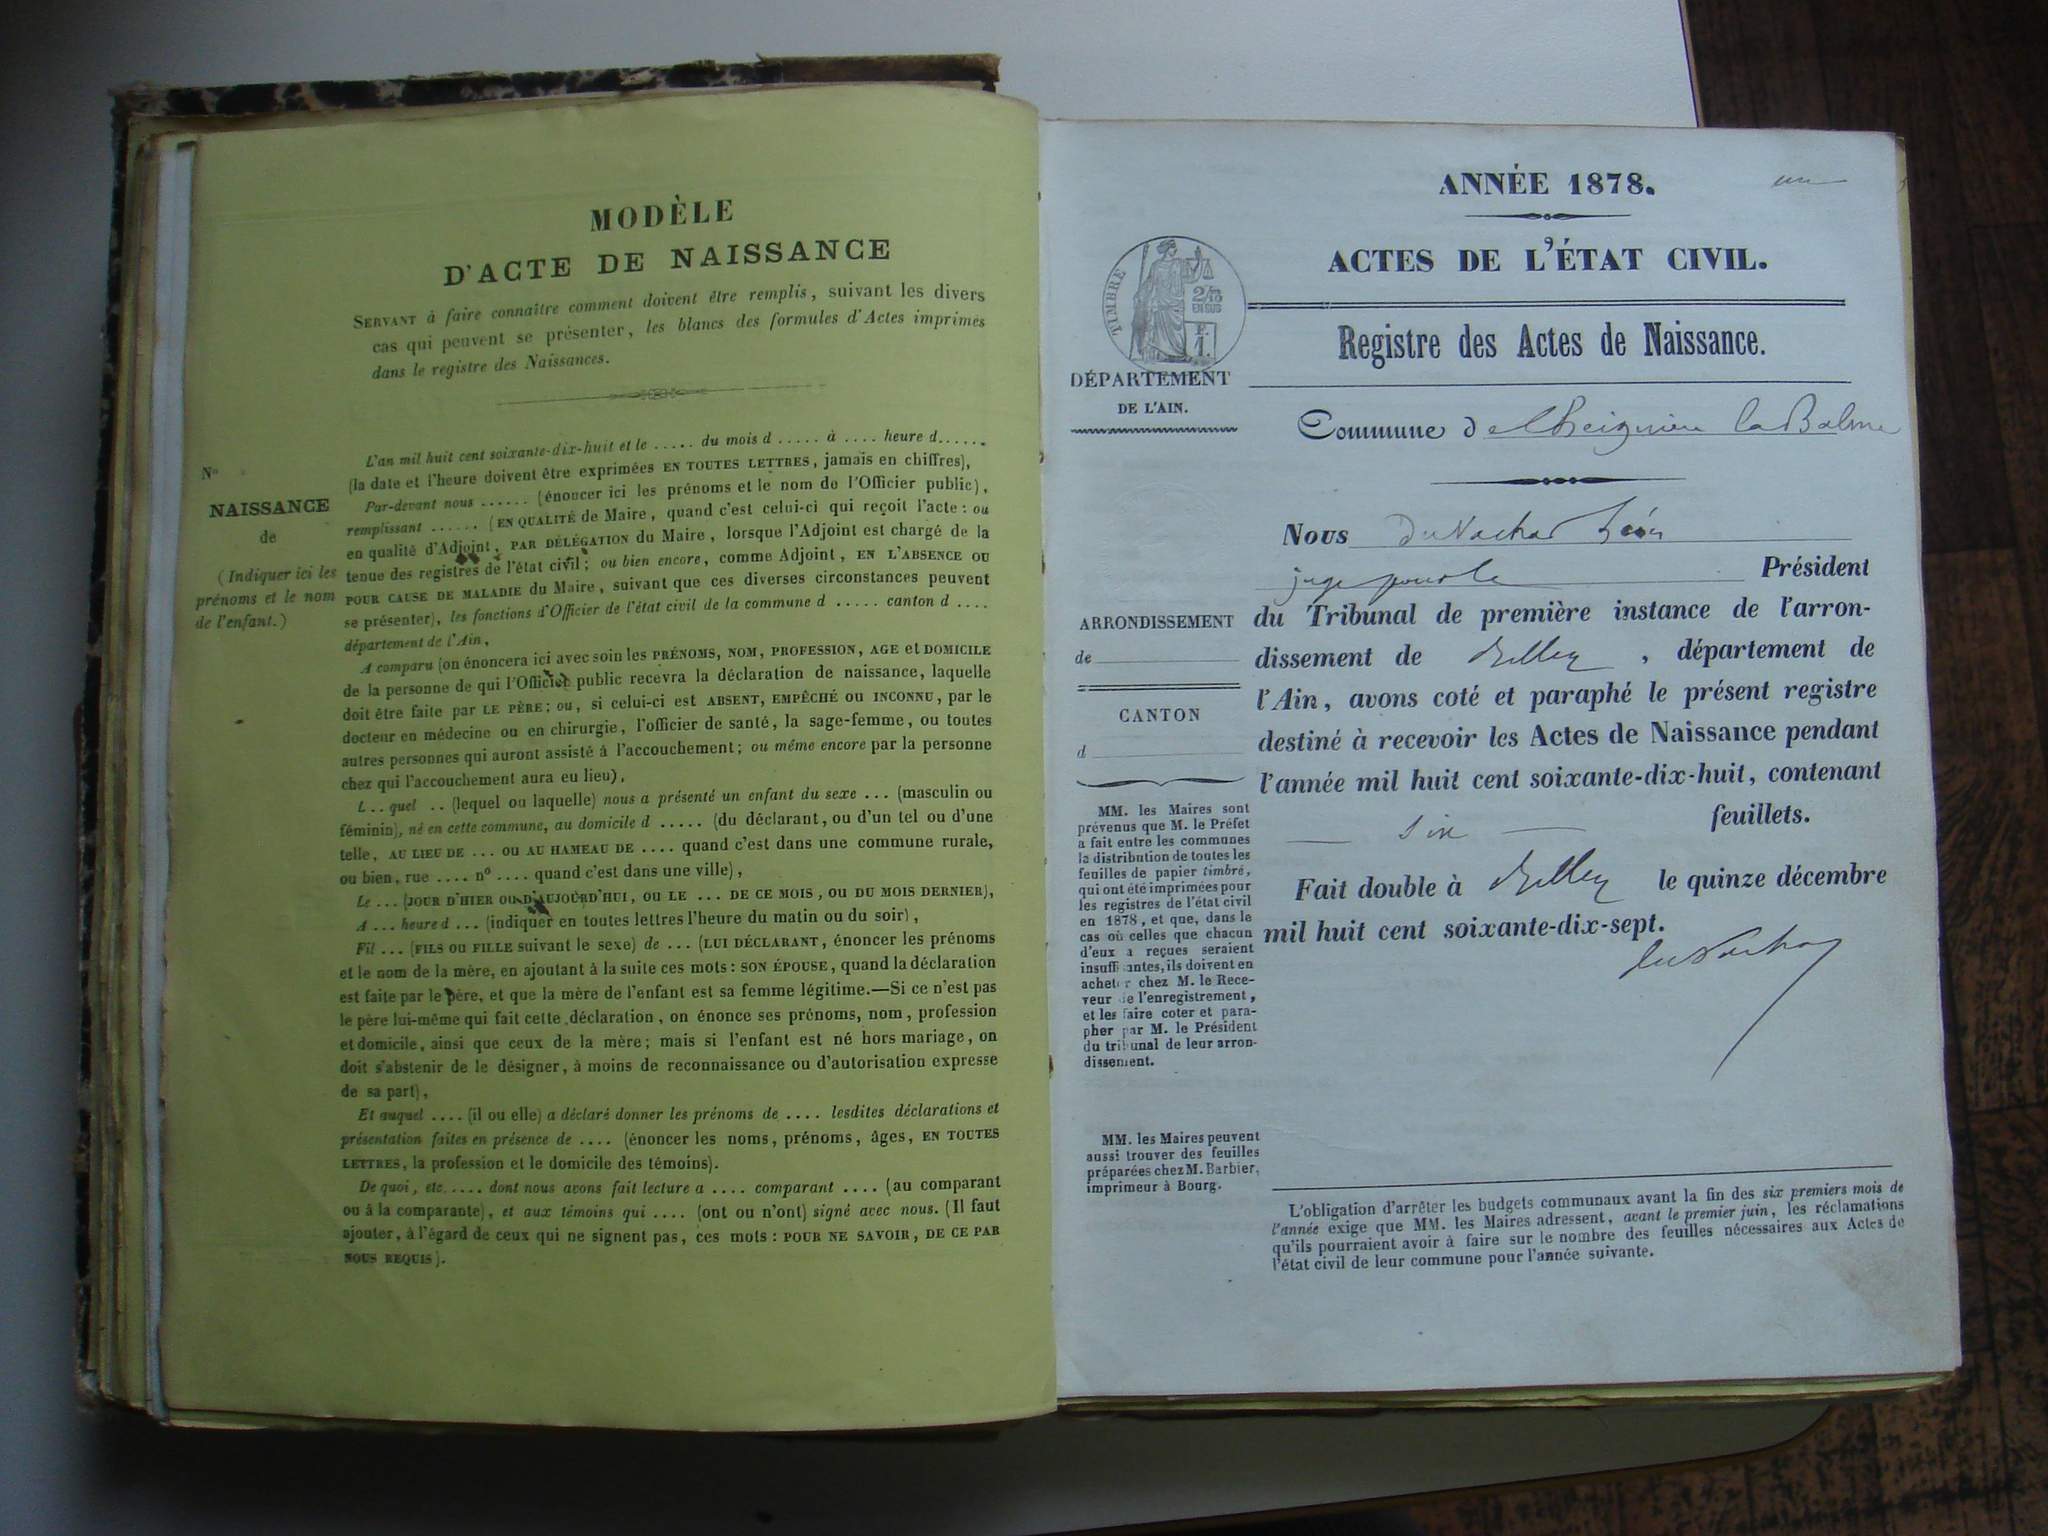 MODÈLE
D'ACTE DE NAISSANCE
SERVANT à faire connaître comment doivent être remplis, suivant les divers
cas qui peuvent se présenter, les blancs des formules d'Actes imprimés
dans le registre des Naissances.
No
NAISSANCE
de
(Indiquer ici les
prénoms et le nom
de l'enfant.)
L'an mil huit cent soixante-dix-huit et le ..... du mois d ..... à .... heure d.....
(la date et l'heure doivent être exprimées EN TOUTES LETTRES, jamais en chiffres),
Par-devant nous ...... (énoncer ici les prénoms et le nom de l'Officier public),
remplissant ...... (EN QUALITÉ de Maire, quand c'est celui-ci qui reçoit l'acte: ou
en qualité d'Adjoint, PAR DÉLÉGATION du Maire, lorsque l'Adjoint est chargé de la
tenue des registres de l'état civil; ou bien encore, comme Adjoint, EN L'ABSENCE OU
POUR CAUSE DE MALADIE du Maire, suivant que ces diverses circonstances peuvent
se présenter), les fonctions d'Officier de l'état civil de la commune d ..... canton d ....
département de l'Ain,
A comparu (on énoncera ici avec soin les PRÉNOMS, NOM, PROFESSION, AGE et DOMICILE
de la personne de qui l'Officier public recevra la déclaration de naissance, laquelle
doit être faite par LE PÈRE; ou, si celui-ci est ABSENT, EMPÊCHÉ OU INCONNU, par le
docteur en médecine ou en chirurgie, l'officier de santé, la sage-femme, ou toutes
autres personnes qui auront assisté à l'accouchement; ou même encore par la personne
chez qui l'accouchement aura eu lieu),
L .. quel .. (lequel ou laquelle) nous a présenté un enfant du sexe ... (masculin ou
féminin), né en cette commune, au domicile d ..... (du déclarant, ou d'un tel ou d'une
telle, AU LIEU DE ... OU AU HAMEAU DE .... quand c'est dans une commune rurale,
ou bien, rue .... no .... quand c'est dans une ville),
Le ... (JOUR D'HIER OU D'AUJOURD'HUI, OU LE ... DE CE MOIS, OU DU MOIS DERNIER),
A ... heure d ... (indiquer en toutes lettres l'heure du matin ou du soir),
Fil ... (FILS OU FILLE suivant le sexe) de ... (LUI DÉCLARANT, énoncer les prénoms
et le nom de la mère, en ajoutant à la suite ces mots: SON ÉPOUSE, quand la déclaration
est faite par le père, et que la mère de l'enfant est sa femme légitime.—Si ce n'est pas
le père lui-même qui fait cette déclaration, on énonce ses prénoms, nom, profession
et domicile, ainsi que ceux de la mère; mais si l'enfant est né hors mariage, on
doit s'abstenir de le désigner, à moins de reconnaissance ou d'autorisation expresse
de sa part),
Et auquel .... (il ou elle) a déclaré donner les prénoms de .... lesdites déclarations et
présentation faites en présence de .... (énoncer les noms, prénoms, âges, EN TOUTES
LETTRES, la profession et le domicile des témoins).
De quoi, etc. .... dont nous avons fait lecture a .... comparant .... (au comparant
ou à la comparante), et aux témoins qui .... (ont ou n'ont) signé avec nous. (Il faut
ajouter, à l'égard de ceux qui ne signent pas, ces mots: POUR NE SAVOIR, DE CE PAR
NOUS REQUIS).
ANNÉE 1878.
un
ACTES DE L'ÉTAT CIVIL.
TIMBRE
2/10
EN SUS
F.
1.
Registre des Actes de Naissance.
DÉPARTEMENT
DE L'AIN.
Commune de Cheignieu la Balme
Nous DuNachar Léon
juge pour le Président
du Tribunal de première instance de l'arron-
dissement de Belley, département de
l'Ain, avons coté et paraphé le présent registre
destiné à recevoir les Actes de Naissance pendant
l'année mil huit cent soixante-dix-huit, contenant
six feuillets.
Fait double à Belley le quinze décembre
mil huit cent soixante-dix-sept.
ARRONDISSEMENT
de
CANTON
d
MM. les Maires sont
prévenus que M. le Préfet
a fait entre les communes
la distribution de toutes les
feuilles de papier timbré,
qui ont été imprimées pour
les registres de l'état civil
en 1878, et que, dans le
cas où celles que chacun
d'eux a reçues seraient
insuffisantes, ils doivent en
acheter chez M. le Rece-
veur de l'enregistrement,
et les faire coter et para-
pher par M. le Président
du tribunal de leur arron-
dissement.
MM. les Maires peuvent
aussi trouver des feuilles
préparées chez M. Barbier,
imprimeur à Bourg.
L'obligation d'arrêter les budgets communaux avant la fin des six premiers mois de
l'année exige que MM. les Maires adressent, avant le premier juin, les réclamations
qu'ils pourraient avoir à faire sur le nombre des feuilles nécessaires aux Actes de
l'état civil de leur commune pour l'année suivante.